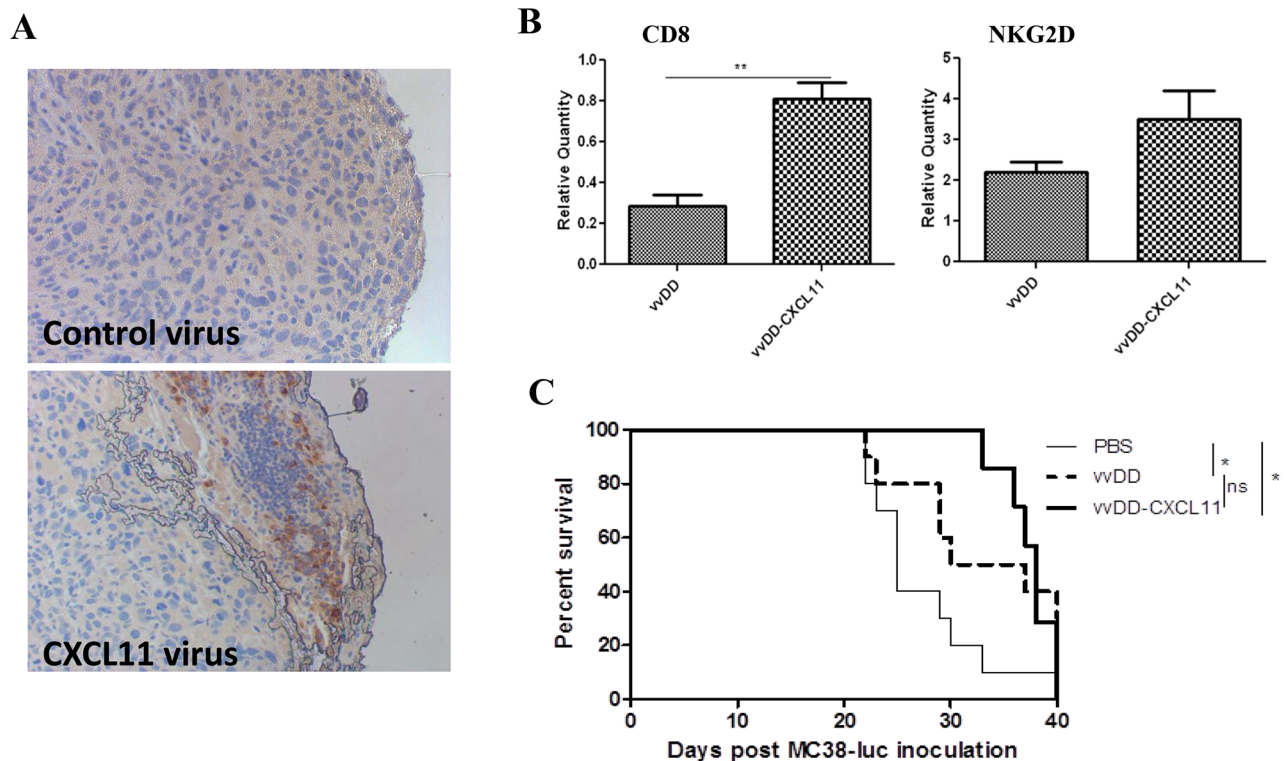 A
Control virus
CXCL11 virus
B
CD8
**
Relative Quantity
1.0
0.8
0.6
0.4
0.2
0.0
vvDD
vvDD-CXCL11
NKG2D
Relative Quantity
5
4
3
2
1
0
vvDD
vvDD-CXCL11
C
Percent survival
100
80
60
40
20
0
0 10 20 30 40
Days post MC38-luc inoculation
PBS
vvDD
vvDD-CXCL11
*
ns
*